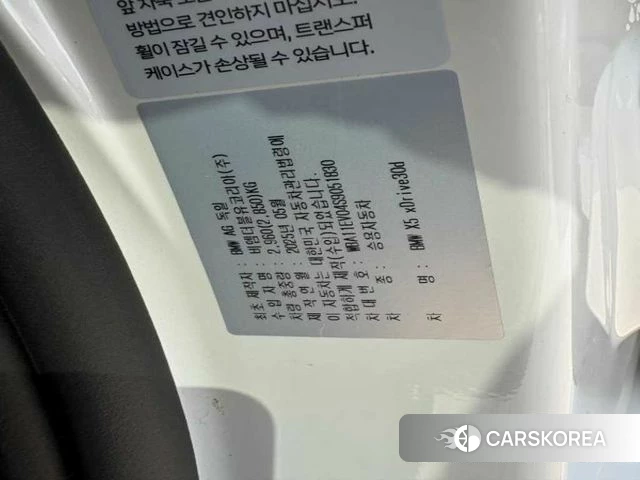 방법으로 견인하지 마십시오.
휠이 잠길 수 있으며, 트랜스퍼
케이스가 손상될 수 있습니다.
최초 제작자 : BMW AG 독일
수 입 자 명 : 비엠더블유코리아(주)
차량 총중량 : 2.960(2.850)KG
제 작 연 월 : 2025년 05월
이 자동차는 대한민국 자동차관리법령에
적합하게 제작(수입)되었습니다.
차 대 번 호 : WBA11EV04S9051830
차 종 : 승용자동차
차 명 : BMW X5 xDrive30d
CARSKOREA